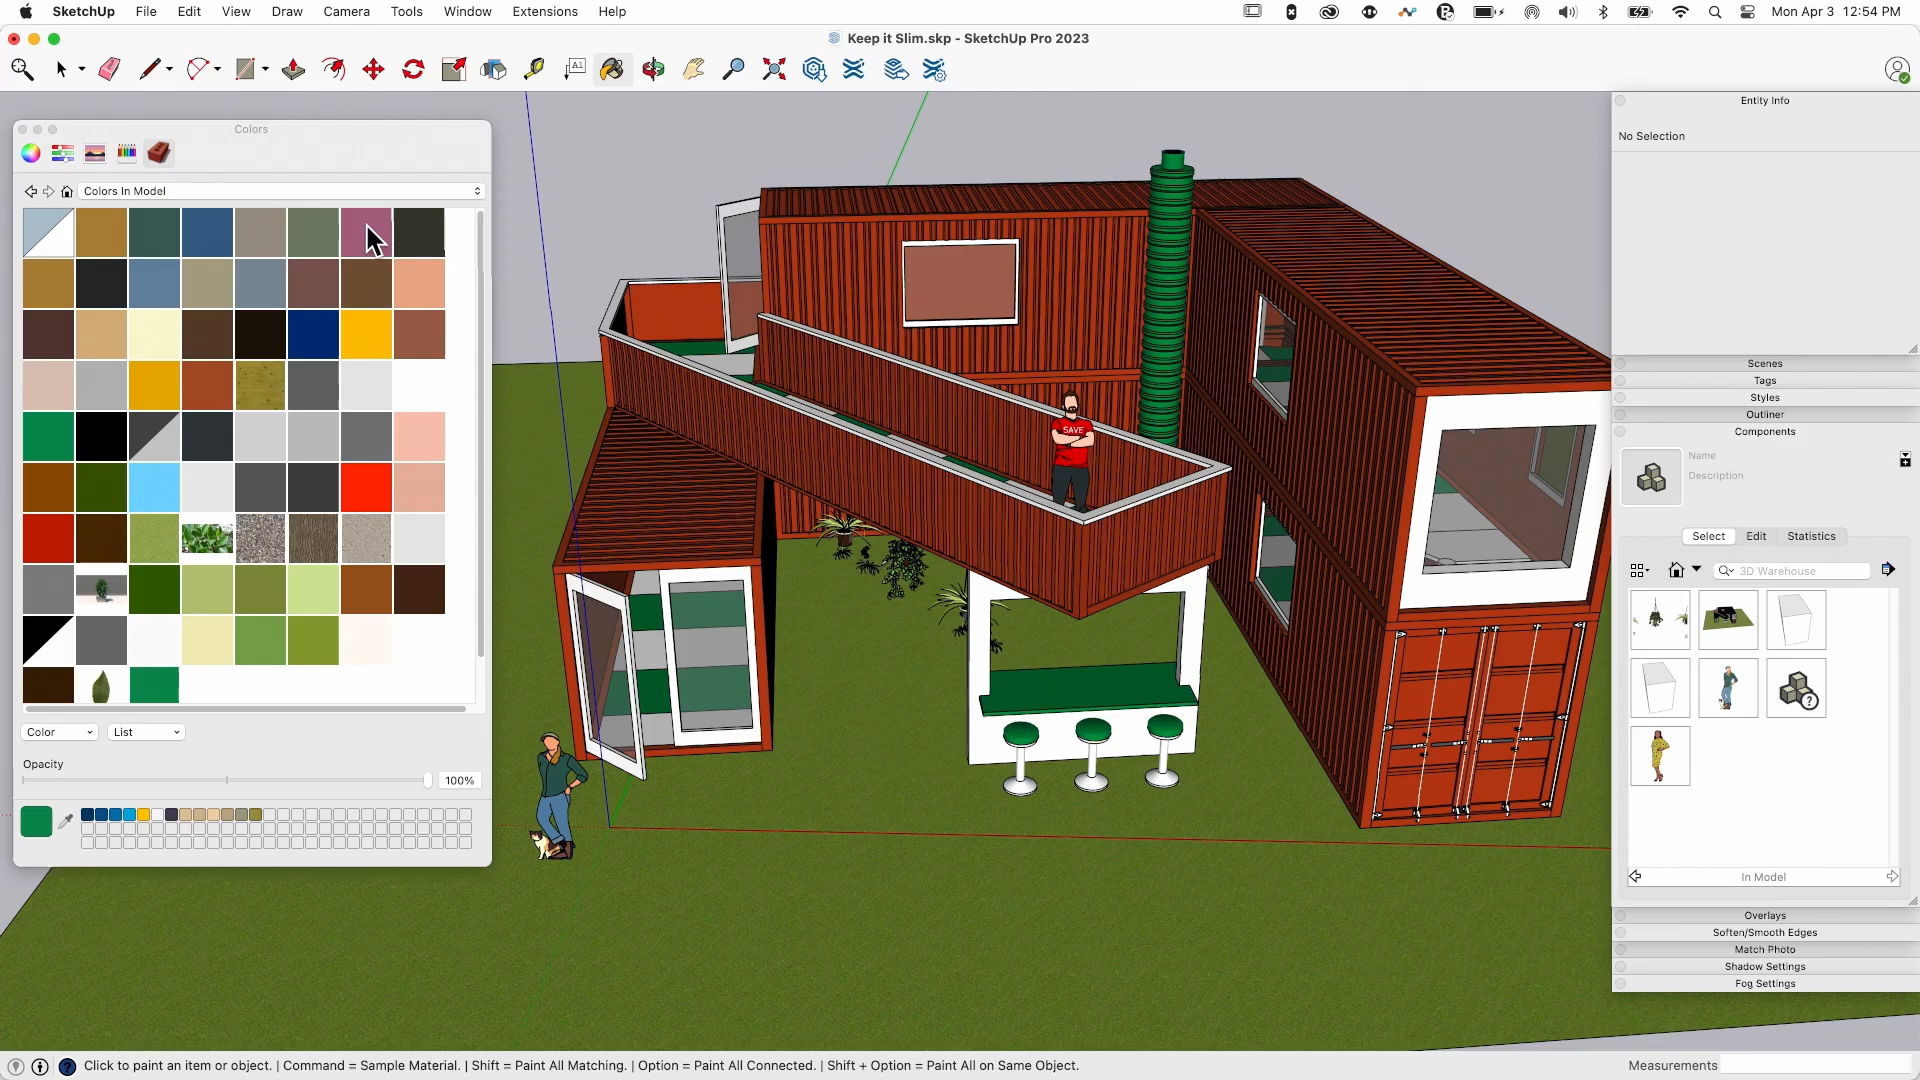 SketchUp File Edit View Draw Camera Tools Window Extensions Help Mon Apr 3 12:54 PM
Keep it Slim.skp - SketchUp Pro 2023
A1
Entity Info
Colors
No Selection
Colors In Model
SAVE
Scenes
Tags
Styles
Outliner
Components
Name
Description
Select Edit Statistics
3D Warehouse
Color List
Opacity
100%
In Model
Overlays
Soften/Smooth Edges
Match Photo
Shadow Settings
Fog Settings
Click to paint an item or object. | Command = Sample Material. | Shift = Paint All Matching. | Option = Paint All Connected. | Shift + Option = Paint All on Same Object. Measurements